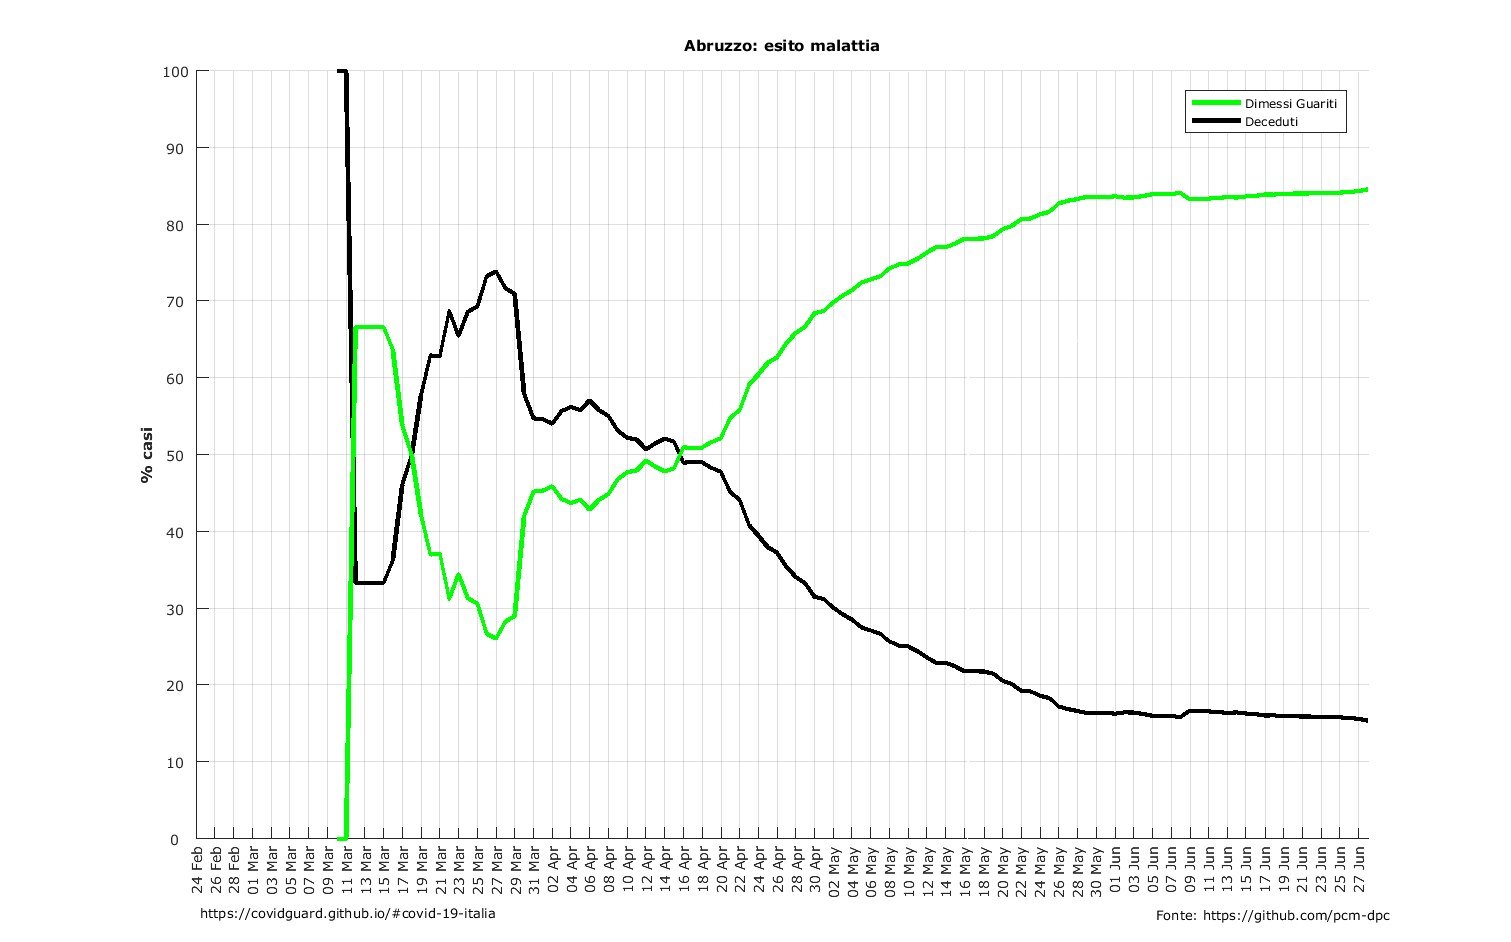 Abruzzo: esito malattia
Dimessi Guariti
Deceduti
% casi
100
90
80
70
60
50
40
30
20
10
0
24 Feb
26 Feb
28 Feb
01 Mar
03 Mar
05 Mar
07 Mar
09 Mar
11 Mar
13 Mar
15 Mar
17 Mar
19 Mar
21 Mar
23 Mar
25 Mar
27 Mar
29 Mar
31 Mar
02 Apr
04 Apr
06 Apr
08 Apr
10 Apr
12 Apr
14 Apr
16 Apr
18 Apr
20 Apr
22 Apr
24 Apr
26 Apr
28 Apr
30 Apr
02 May
04 May
06 May
08 May
10 May
12 May
14 May
16 May
18 May
20 May
22 May
24 May
26 May
28 May
30 May
01 Jun
03 Jun
05 Jun
07 Jun
09 Jun
11 Jun
13 Jun
15 Jun
17 Jun
19 Jun
21 Jun
23 Jun
25 Jun
27 Jun
https://covidguard.github.io/#covid-19-italia
Fonte: https://github.com/pcm-dpc